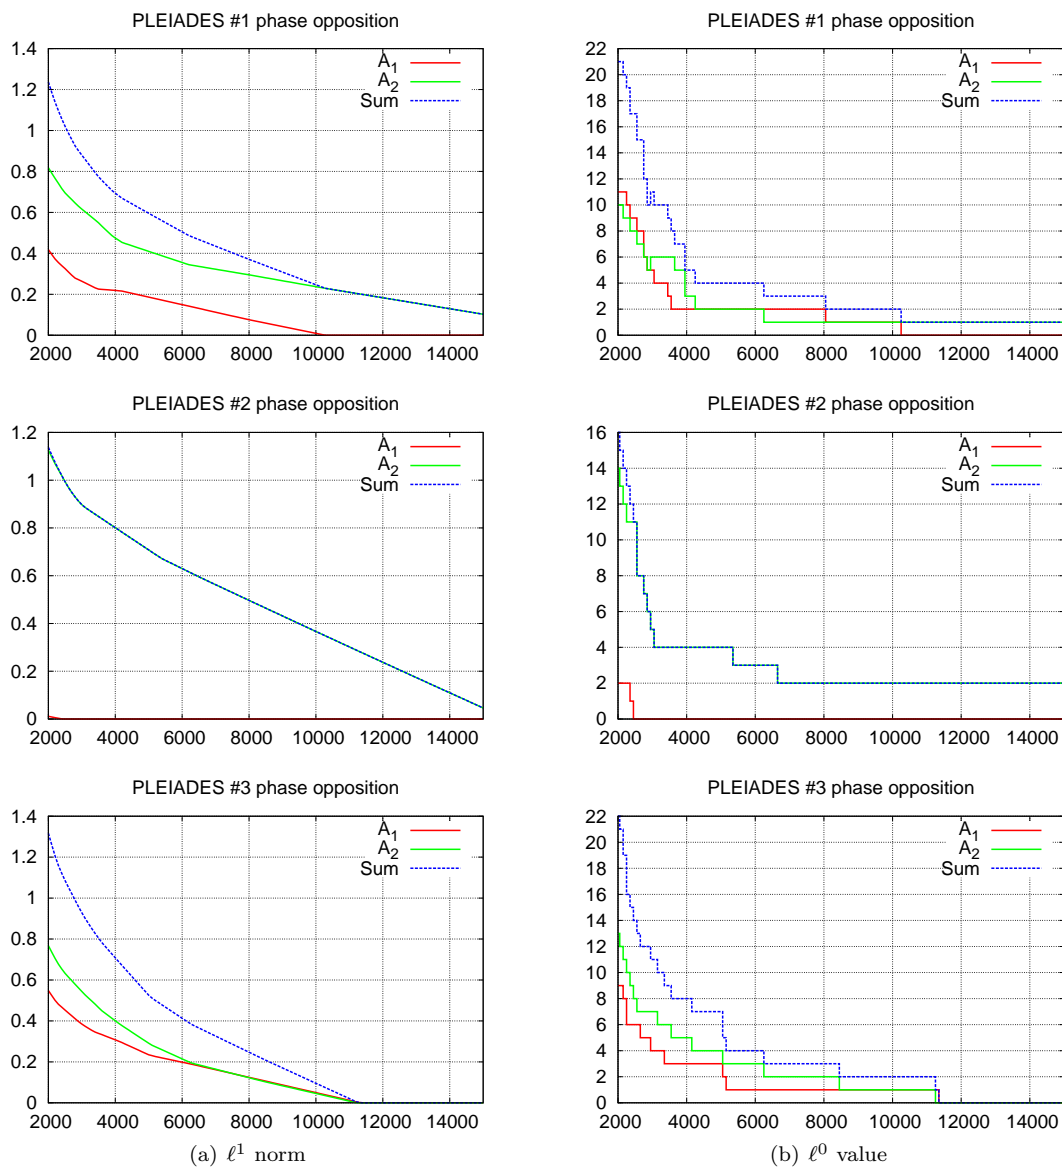 PLEIADES #1 phase opposition
1.4
1.2
1
0.8
0.6
0.4
0.2
0
2000 4000 6000 8000 10000 12000 14000
A1
A2
Sum
PLEIADES #1 phase opposition
22
20
18
16
14
12
10
8
6
4
2
0
2000 4000 6000 8000 10000 12000 14000
A1
A2
Sum
PLEIADES #2 phase opposition
1.2
1
0.8
0.6
0.4
0.2
0
2000 4000 6000 8000 10000 12000 14000
A1
A2
Sum
PLEIADES #2 phase opposition
16
14
12
10
8
6
4
2
0
2000 4000 6000 8000 10000 12000 14000
A1
A2
Sum
PLEIADES #3 phase opposition
1.4
1.2
1
0.8
0.6
0.4
0.2
0
2000 4000 6000 8000 10000 12000 14000
A1
A2
Sum
PLEIADES #3 phase opposition
22
20
18
16
14
12
10
8
6
4
2
0
2000 4000 6000 8000 10000 12000 14000
A1
A2
Sum
(a) ℓ¹ norm
(b) ℓ⁰ value